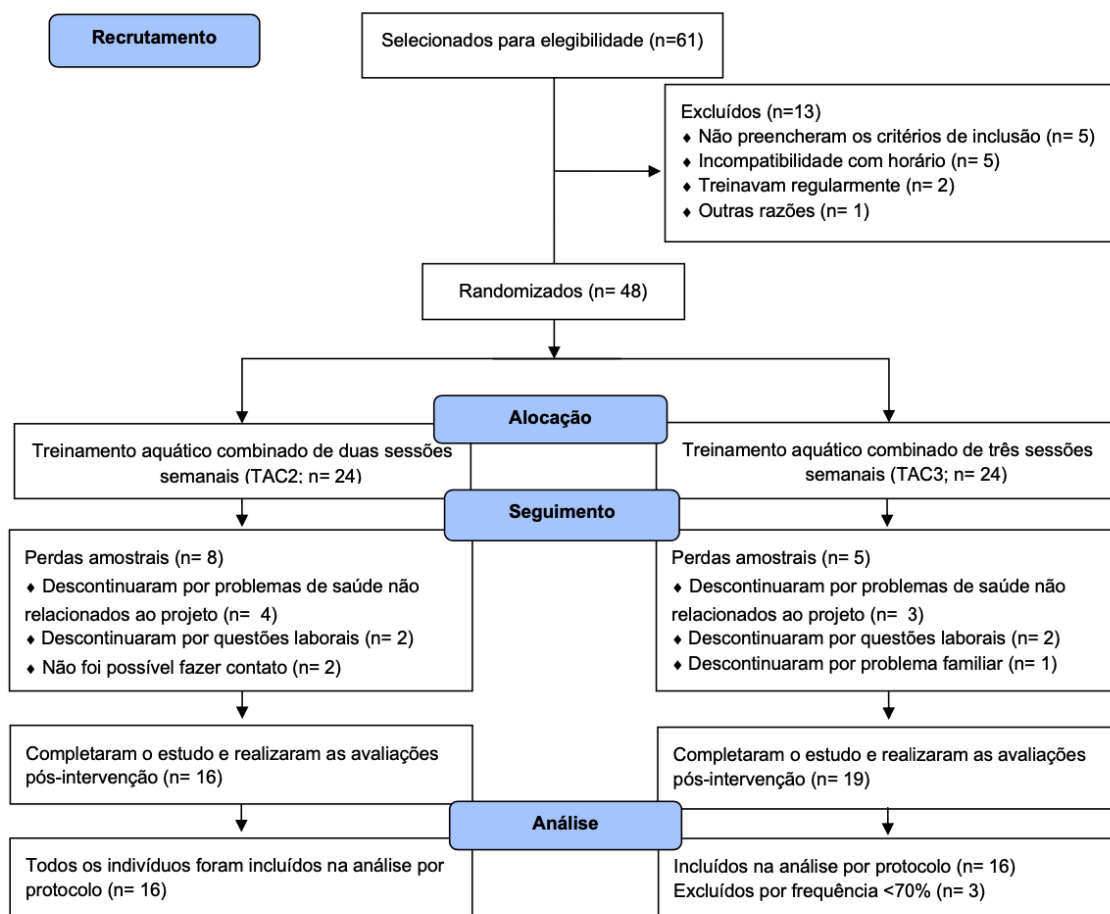 Recrutamento
Selecionados para elegibilidade (n=61)
Excluídos (n=13)
♦ Não preencheram os critérios de inclusão (n= 5)
♦ Incompatibilidade com horário (n= 5)
♦ Treinavam regularmente (n= 2)
♦ Outras razões (n= 1)
Randomizados (n= 48)
Alocação
Treinamento aquático combinado de duas sessões
semanais (TAC2; n= 24)
Treinamento aquático combinado de três sessões
semanais (TAC3; n= 24)
Seguimento
Perdas amostrais (n= 8)
♦ Descontinuaram por problemas de saúde não
relacionados ao projeto (n=  4)
♦ Descontinuaram por questões laborais (n= 2)
♦ Não foi possível fazer contato (n= 2)
Perdas amostrais (n= 5)
♦ Descontinuaram por problemas de saúde não
relacionados ao projeto (n=  3)
♦ Descontinuaram por questões laborais (n= 2)
♦ Descontinuaram por problema familiar (n= 1)
Completaram o estudo e realizaram as avaliações
pós-intervenção (n= 16)
Completaram o estudo e realizaram as avaliações
pós-intervenção (n= 19)
Análise
Todos os indivíduos foram incluídos na análise por
protocolo (n= 16)
Incluídos na análise por protocolo (n= 16)
Excluídos por frequência <70% (n= 3)